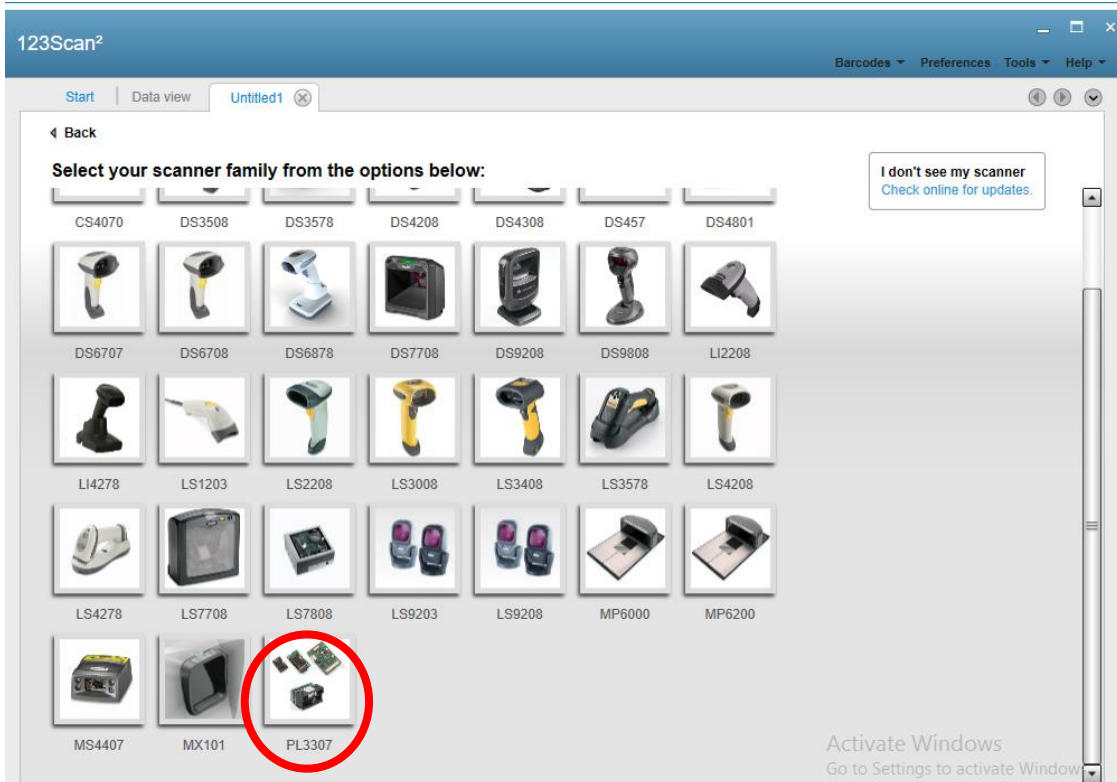 123Scan²
Barcodes Preferences Tools Help
Start Data view Untitled1
Back
Select your scanner family from the options below:
I don't see my scanner
Check online for updates.
CS4070 DS3508 DS3578 DS4208 DS4308 DS457 DS4801
DS6707 DS6708 DS6878 DS7708 DS9208 DS9808 LI2208
LI4278 LS1203 LS2208 LS3008 LS3408 LS3578 LS4208
LS4278 LS7708 LS7808 LS9203 LS9208 MP6000 MP6200
MS4407 MX101 PL3307
Activate Windows
Go to Settings to activate Window